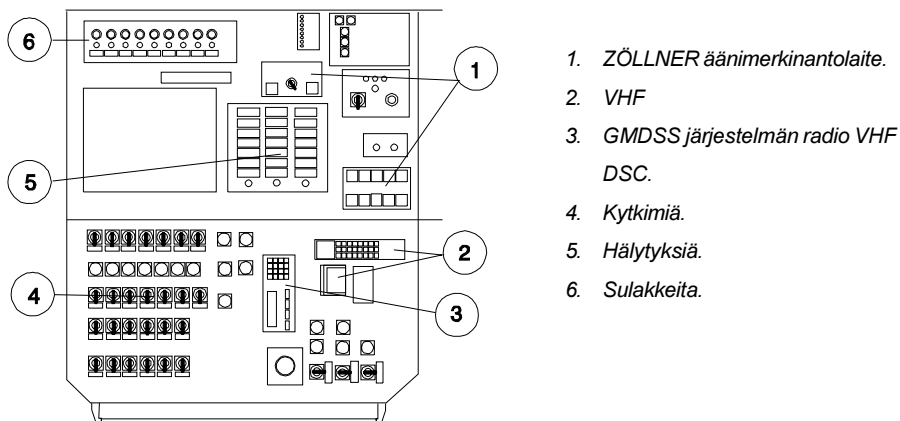 6
1
5
2
4
3
1. ZÖLLNER äänimerkinantolaite.
2. VHF
3. GMDSS järjestelmän radio VHF
DSC.
4. Kytkimiä.
5. Hälytyksiä.
6. Sulakkeita.